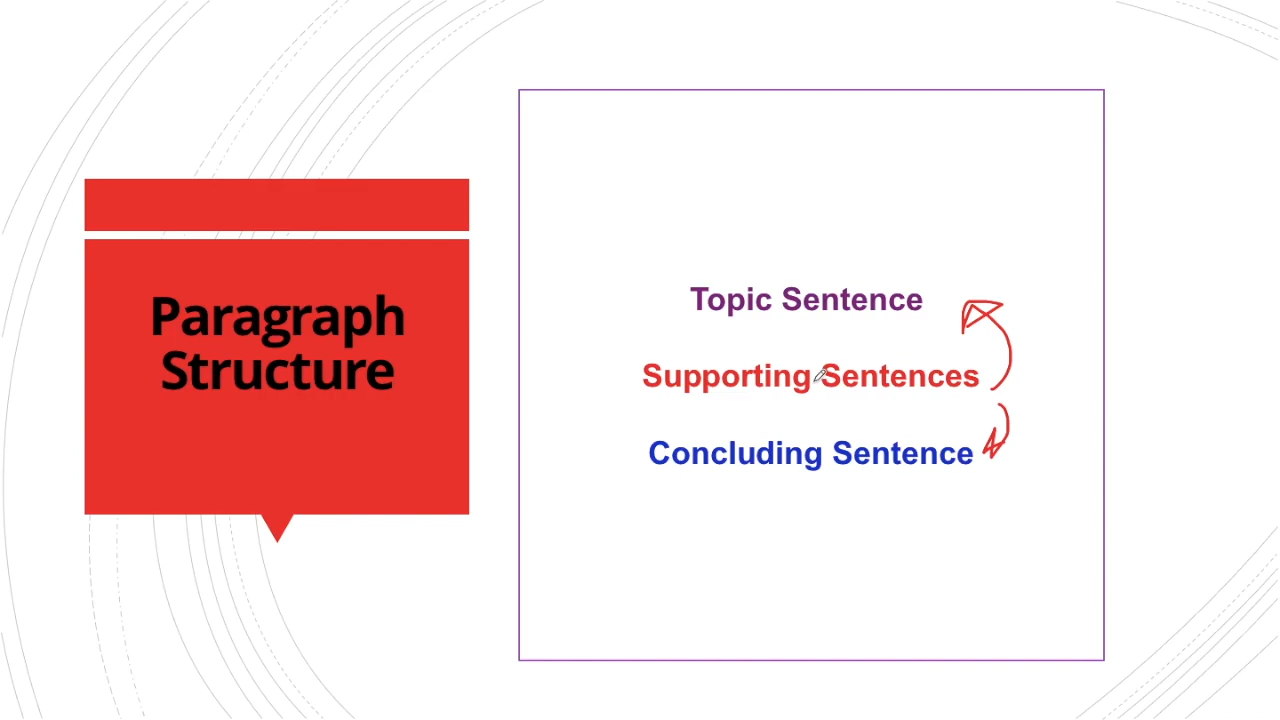 Paragraph
Structure
Topic Sentence
Supporting Sentences
Concluding Sentence